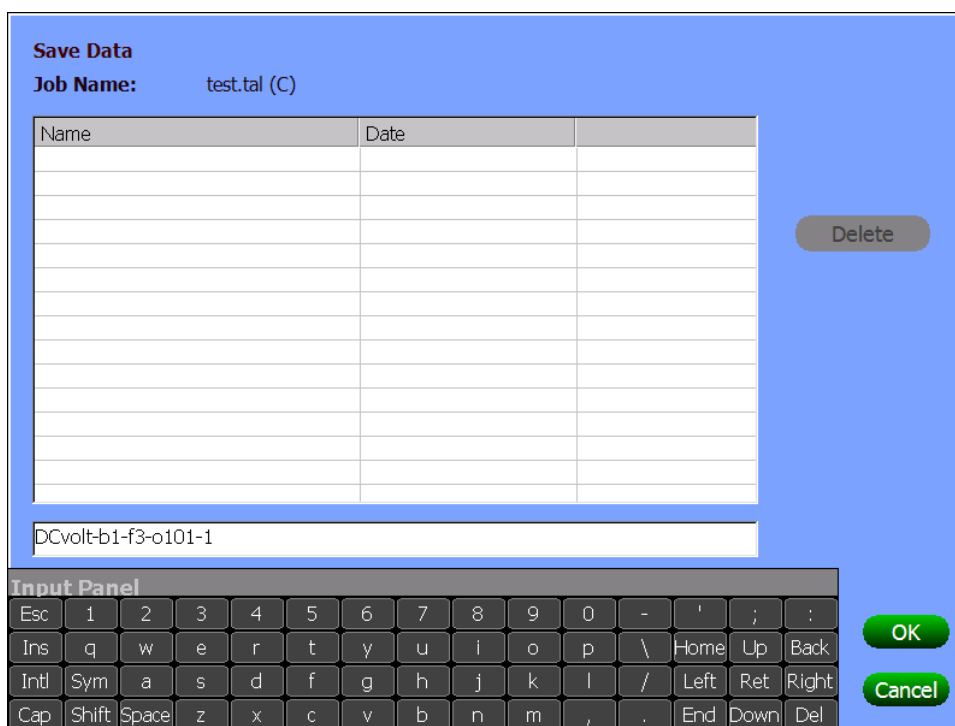 Save Data
Job Name: test.tal (C)
Name Date
Delete
DCvolt-b1-f3-o101-1
Input Panel
Esc 1 2 3 4 5 6 7 8 9 0 - ' ; :
Ins q w e r t y u i o p \ Home Up Back
Intl Sym a s d f g h j k l / Left Ret Right
Cap Shift Space z x c v b n m , . End Down Del
OK
Cancel